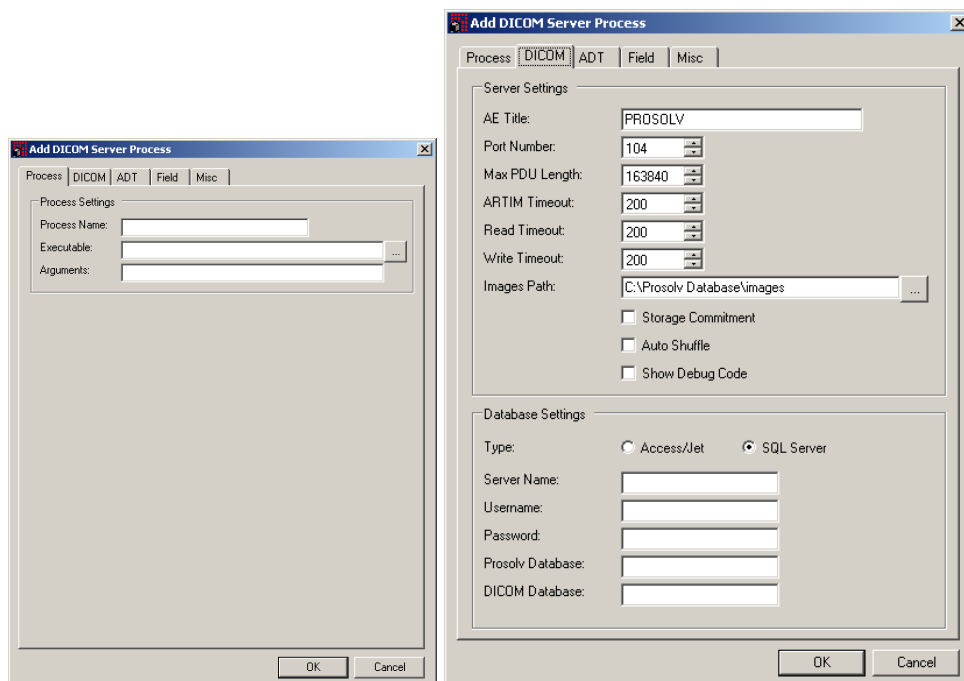 Add DICOM Server Process
Process DICOM ADT Field Misc
Process Settings
Process Name:
Executable:
...
Arguments:
OK Cancel
Add DICOM Server Process
Process DICOM ADT Field Misc
Server Settings
AE Title: PROSOLV
Port Number: 104
Max PDU Length: 163840
ARTIM Timeout: 200
Read Timeout: 200
Write Timeout: 200
Images Path: C:\Prosolv Database\images ...
Storage Commitment
Auto Shuffle
Show Debug Code
Database Settings
Type: Access/Jet SQL Server
Server Name:
Username:
Password:
Prosolv Database:
DICOM Database:
OK Cancel